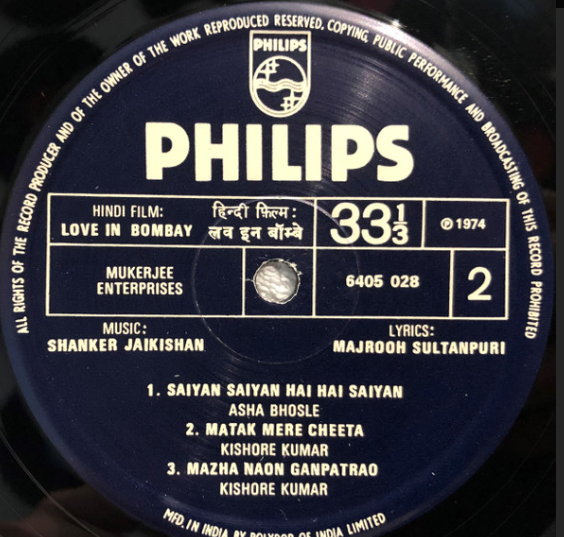 ALL RIGHTS OF THE RECORD PRODUCER AND OF THE OWNER OF THE WORK REPRODUCED RESERVED, COPYING, PUBLIC PERFORMANCE AND BROADCASTING OF THIS RECORD PROHIBITED
PHILIPS
PHILIPS
HINDI FILM: हिन्दी फ़िल्म: 33⅓ ℗ 1974
LOVE IN BOMBAY लव इन बॉम्बे
MUKERJEE
ENTERPRISES
6405 028 2
MUSIC: LYRICS:
SHANKER JAIKISHAN MAJROOH SULTANPURI
1. SAIYAN SAIYAN HAI HAI SAIYAN
ASHA BHOSLE
2. MATAK MERE CHEETA
KISHORE KUMAR
3. MAZHA NAON GANPATRAO
KISHORE KUMAR
MFD. IN INDIA BY POLYDOR OF INDIA LIMITED